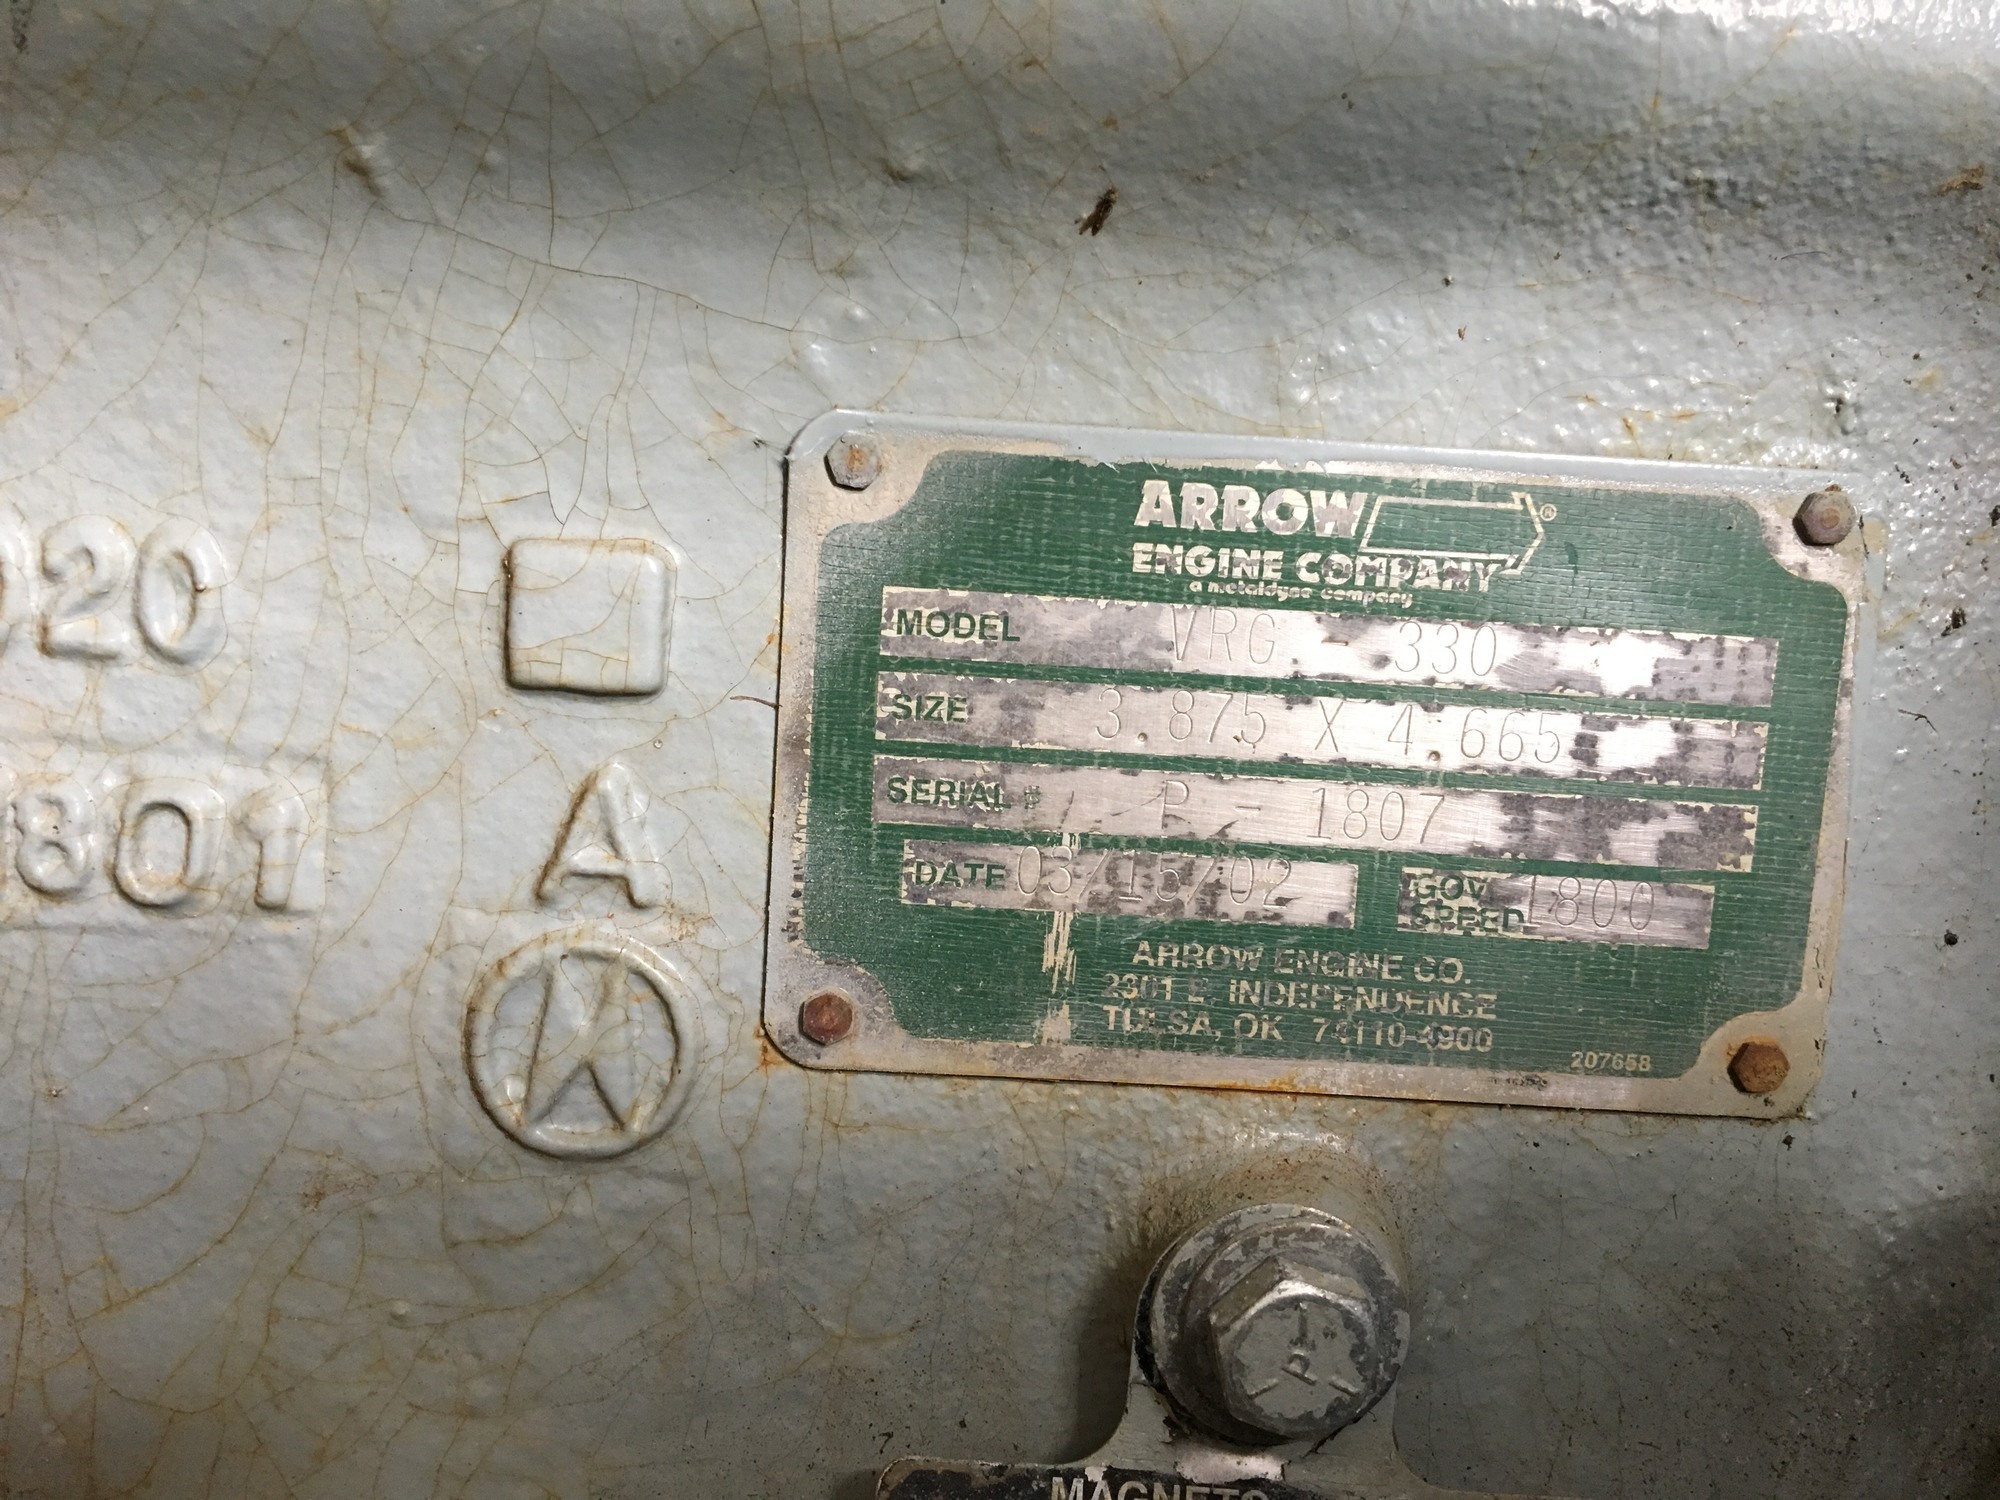 ARROW ®
ENGINE COMPANY
a metaldyne company
MODEL VRG - 330
SIZE 3.875 X 4.665
SERIAL # P - 1807
DATE 03/15/02
GOV SPEED 1800
ARROW ENGINE CO.
2301 E. INDEPENDENCE
TULSA, OK 74110-4900
207658
20
801
A
MAGNETO